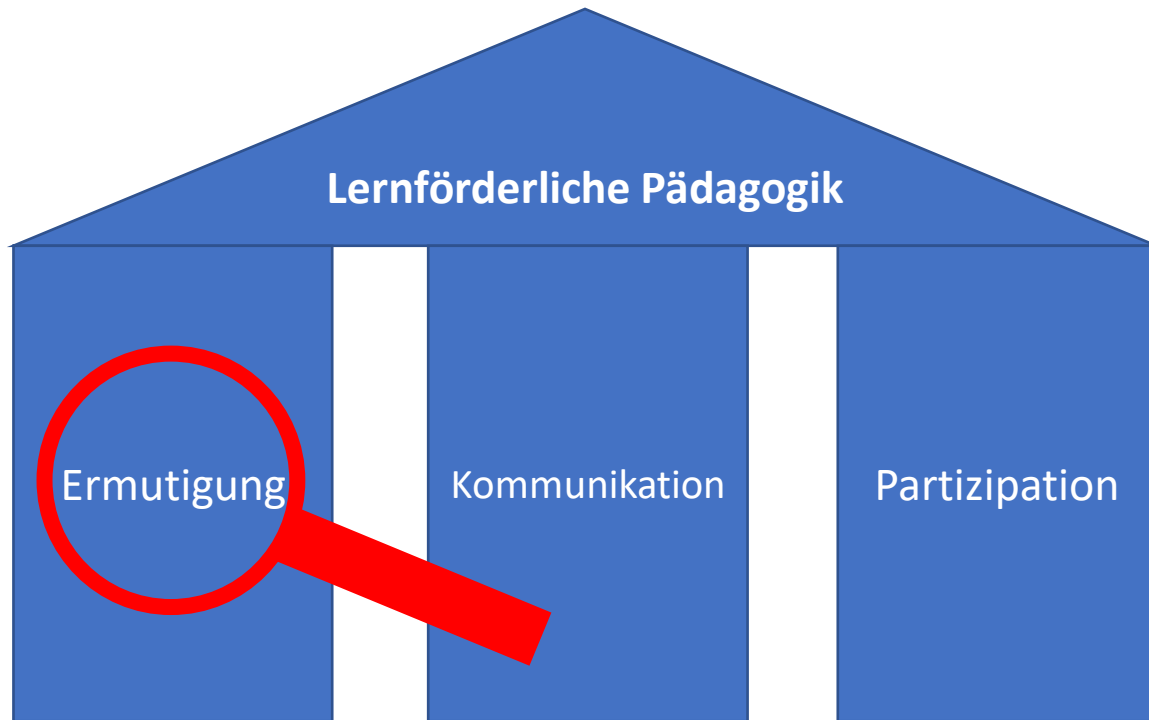 Lernförderliche Pädagogik
Ermutigung
Kommunikation
Partizipation